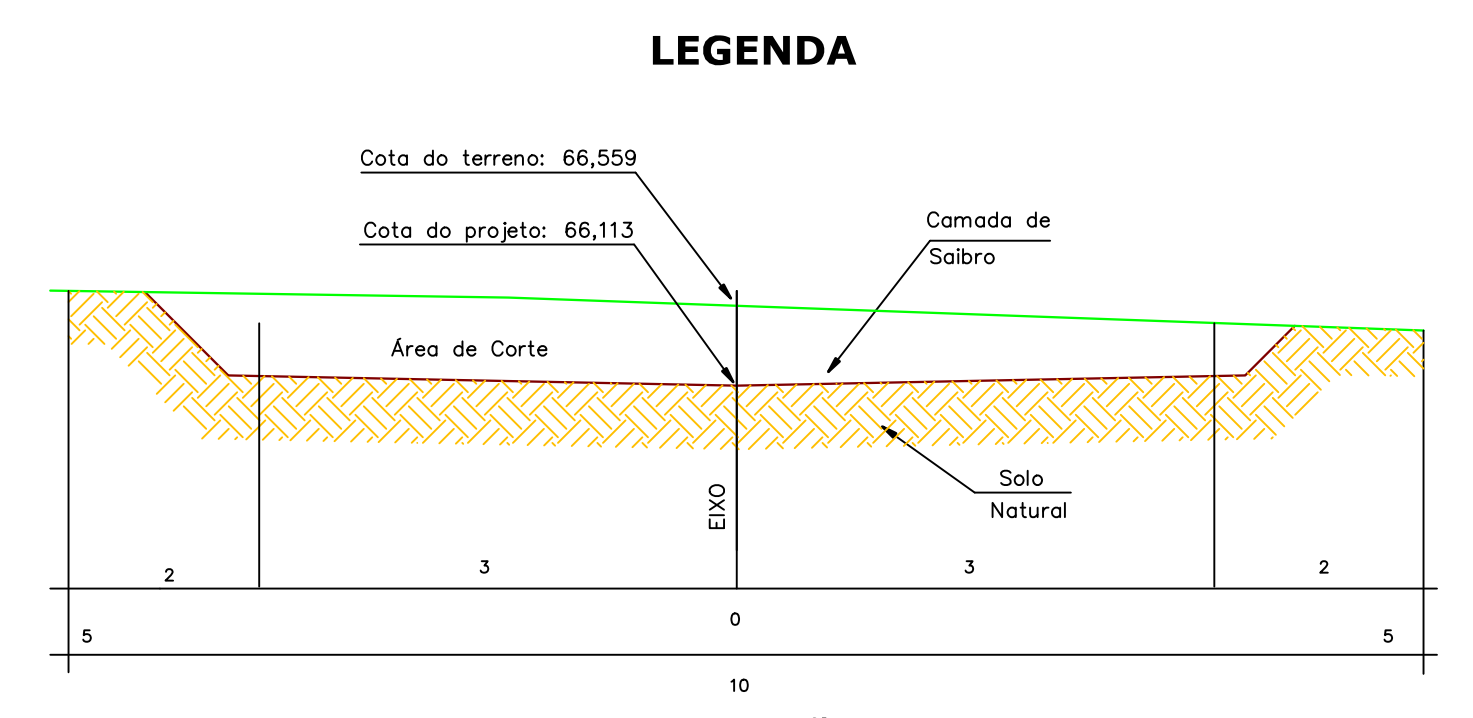 LEGENDA
Cota do terreno: 66,559
Cota do projeto: 66,113
Camada de
Saibro
Área de Corte
EIXO
Solo
Natural
2
3
3
2
0
5
5
10